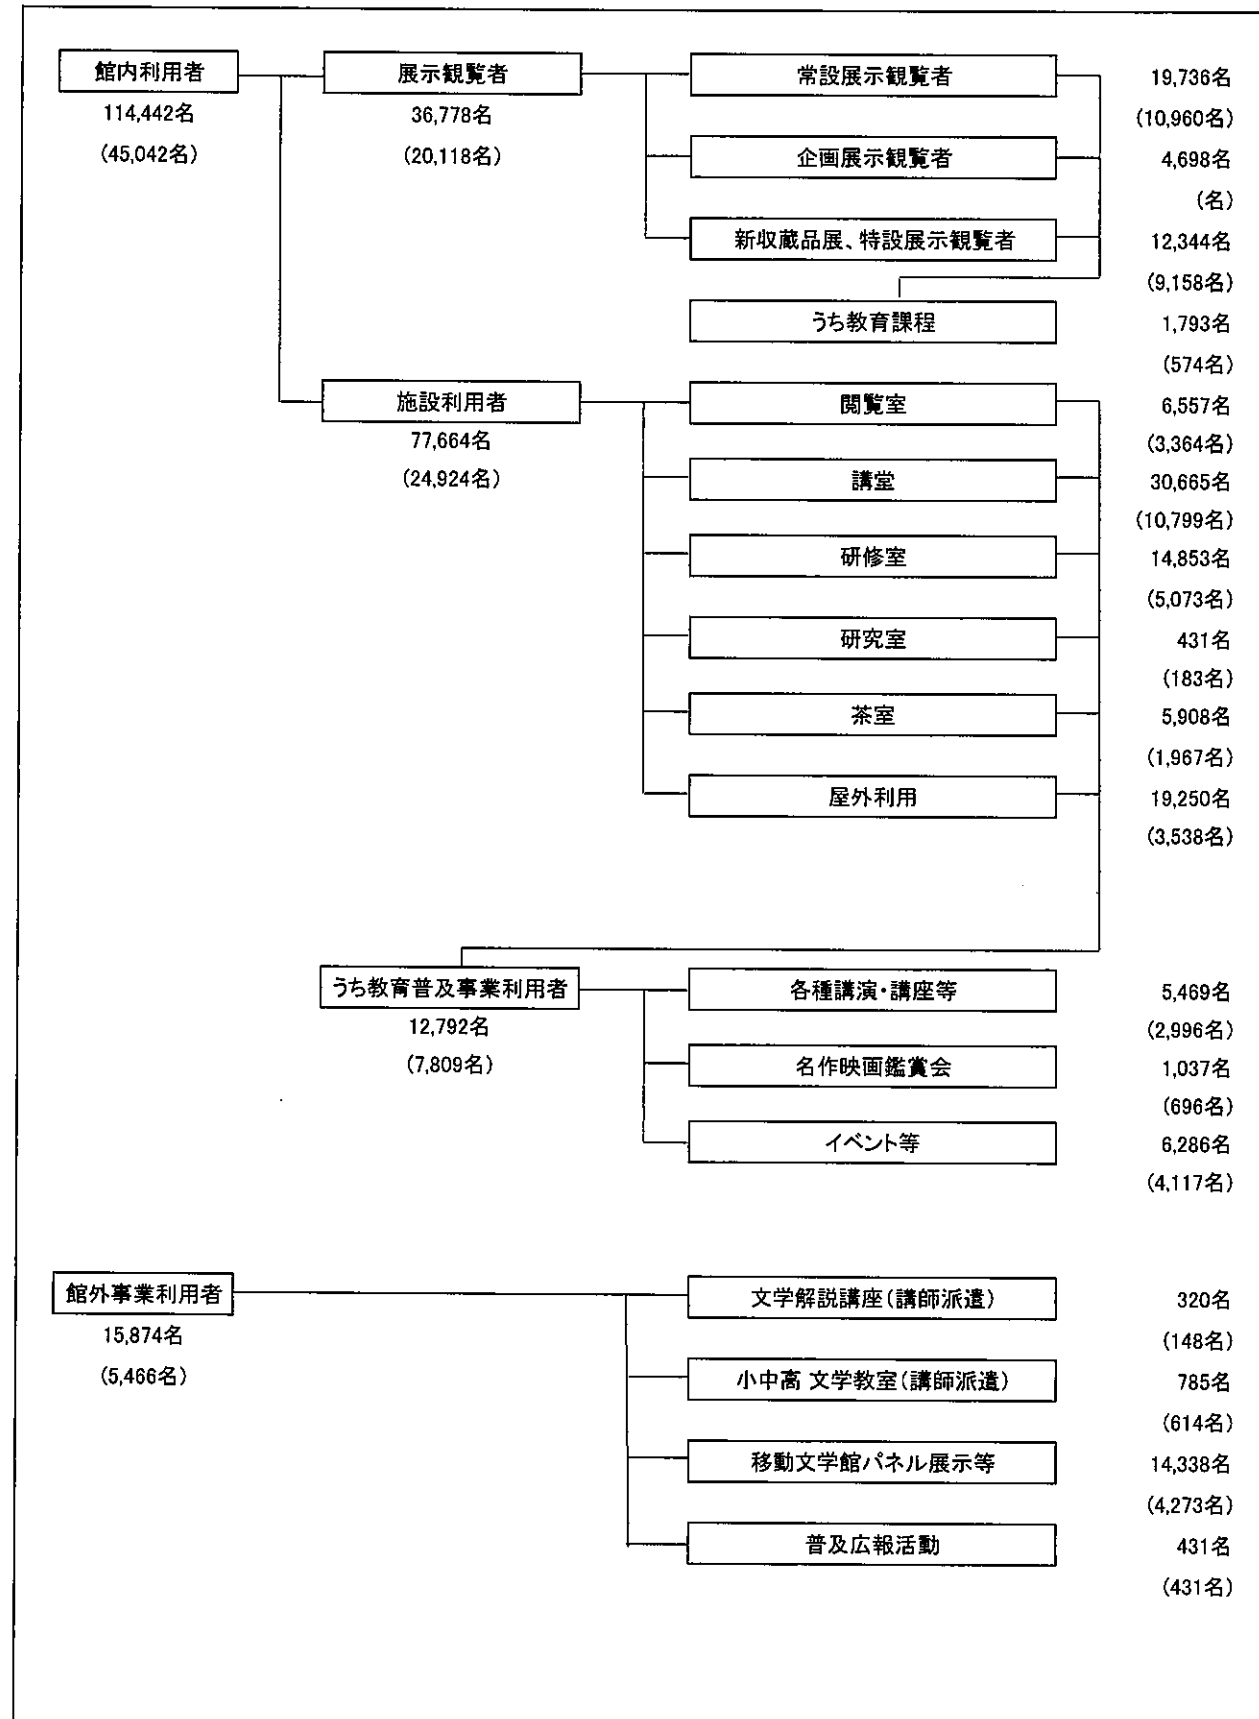 館内利用者 展示観覧者 常設展示観覧者 19,736名
114,442名 36,778名 (10,960名)
(45,042名) (20,118名) 企画展示観覧者 4,698名
(名)
新収蔵品展、特設展示観覧者 12,344名
(9,158名)
うち教育課程 1,793名
(574名)
施設利用者 閲覧室 6,557名
77,664名 (3,364名)
(24,924名) 講堂 30,665名
(10,799名)
研修室 14,853名
(5,073名)
研究室 431名
(183名)
茶室 5,908名
(1,967名)
屋外利用 19,250名
(3,538名)
うち教育普及事業利用者 各種講演・講座等 5,469名
12,792名 (2,996名)
(7,809名) 名作映画鑑賞会 1,037名
(696名)
イベント等 6,286名
(4,117名)
館外事業利用者 文学解説講座(講師派遣) 320名
15,874名 (148名)
(5,466名) 小中高 文学教室(講師派遣) 785名
(614名)
移動文学館パネル展示等 14,338名
(4,273名)
普及広報活動 431名
(431名)